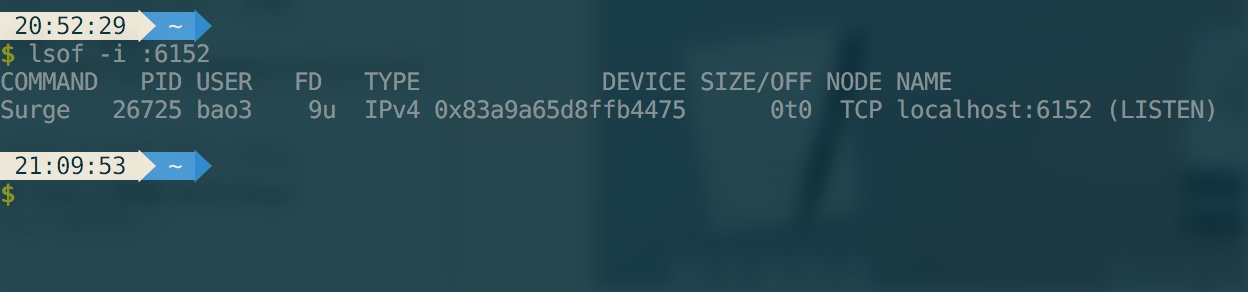 20:52:29 ~
$ lsof -i :6152
COMMAND   PID USER   FD   TYPE             DEVICE SIZE/OFF NODE NAME
Surge   26725 bao3    9u  IPv4 0x83a9a65d8ffb4475      0t0  TCP localhost:6152 (LISTEN)
21:09:53 ~
$